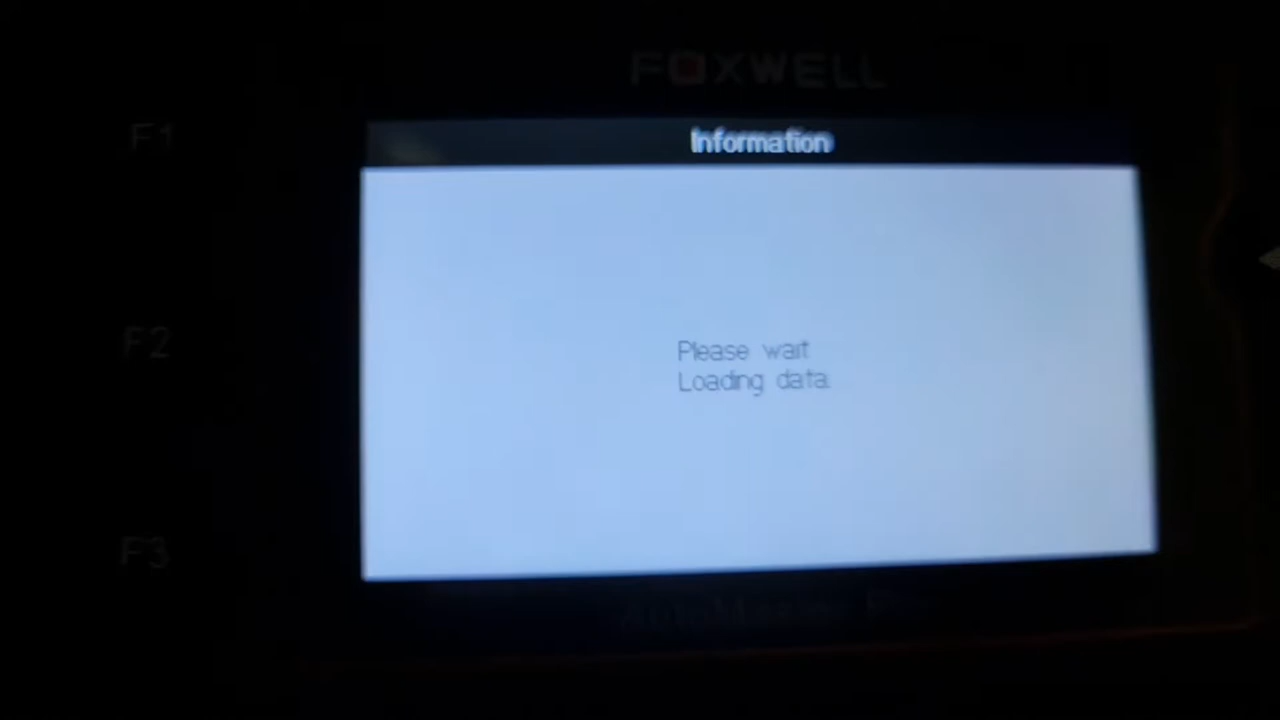 FOXWELL
F1
Information
F2
Please wait
Loading data
F3